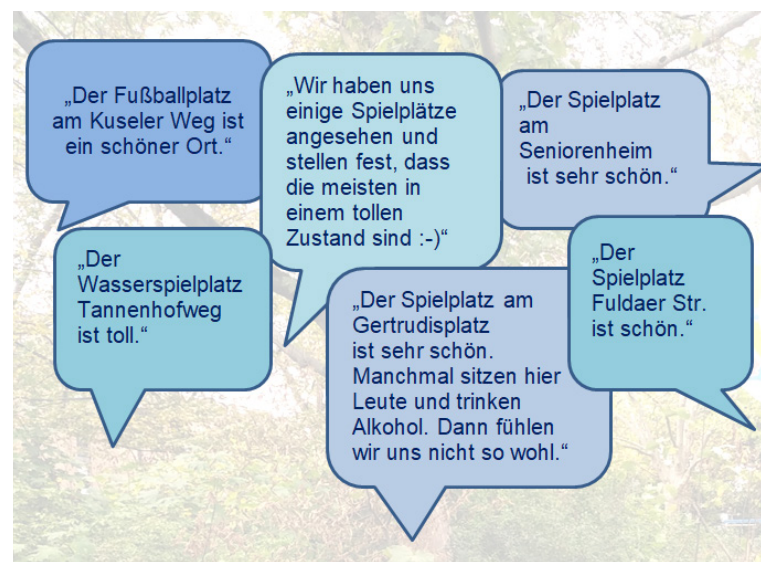 „Der Fußballplatz
am Kuseler Weg ist
ein schöner Ort.“
„Wir haben uns
einige Spielplätze
angesehen und
stellen fest, dass
die meisten in
einem tollen
Zustand sind :-)“
„Der Spielplatz
am
Seniorenheim
ist sehr schön.“
„Der
Wasserspielplatz
Tannenhofweg
ist toll.“
„Der Spielplatz am
Gertrudisplatz
ist sehr schön.
Manchmal sitzen hier
Leute und trinken
Alkohol. Dann fühlen
wir uns nicht so wohl.“
„Der
Spielplatz
Fuldaer Str.
ist schön.“